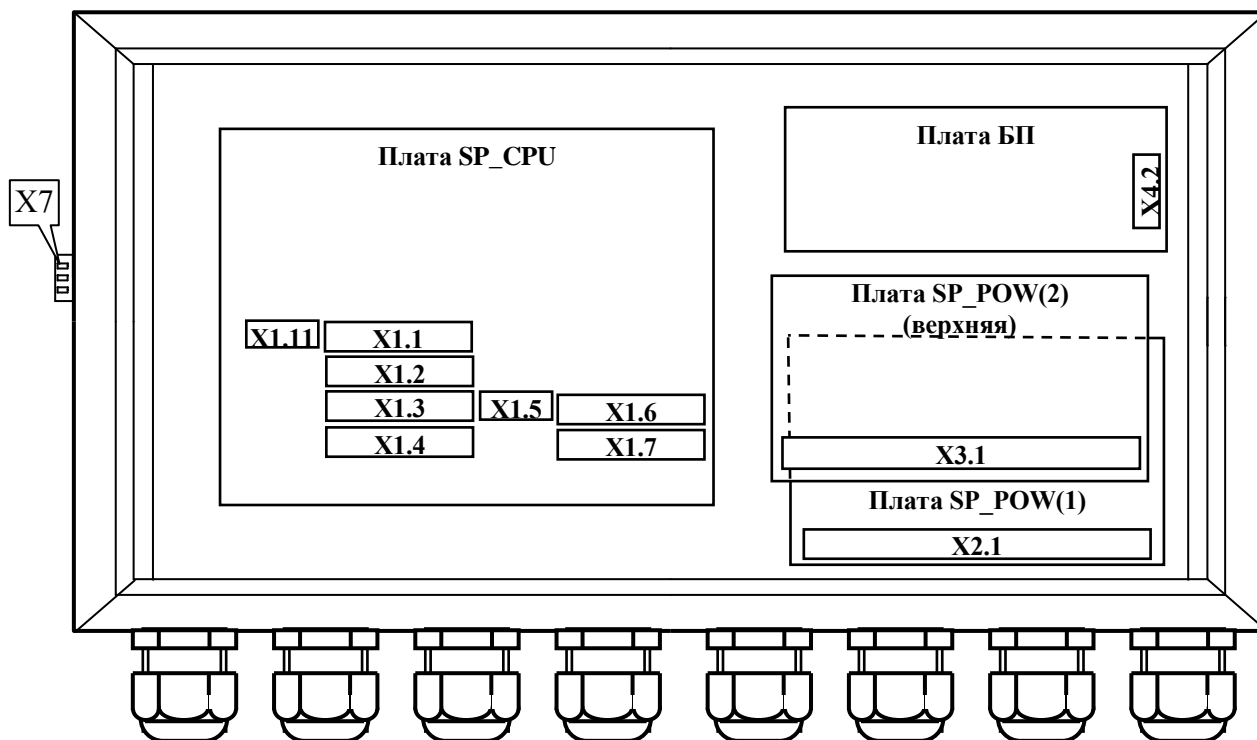 Плата SP_CPU
Плата БП
X4.2
X7
Плата SP_POW(2)
(верхняя)
X1.11
X1.1
X1.2
X1.3
X1.4
X1.5
X1.6
X1.7
X3.1
Плата SP_POW(1)
X2.1